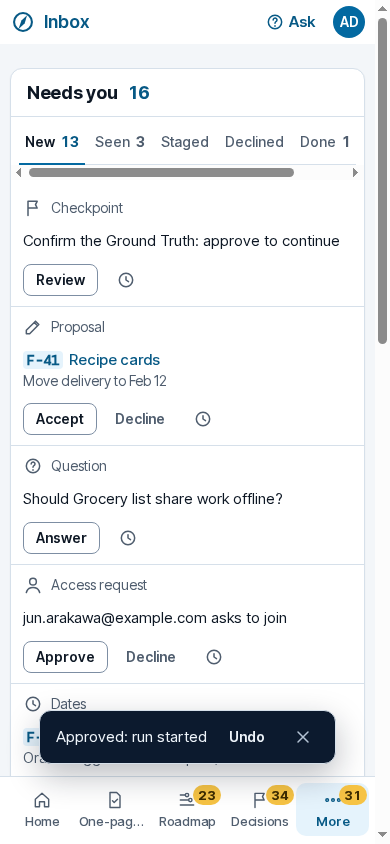 Inbox
Ask
AD
Needs you 16
New 13 Seen 3 Staged Declined Done 1
Checkpoint
Confirm the Ground Truth: approve to continue
Review
Proposal
F-41 Recipe cards
Move delivery to Feb 12
Accept Decline
Question
Should Grocery list share work offline?
Answer
Access request
jun.arakawa@example.com asks to join
Approve Decline
Dates
Approved: run started Undo
23 34 31
Home One-pag… Roadmap Decisions More